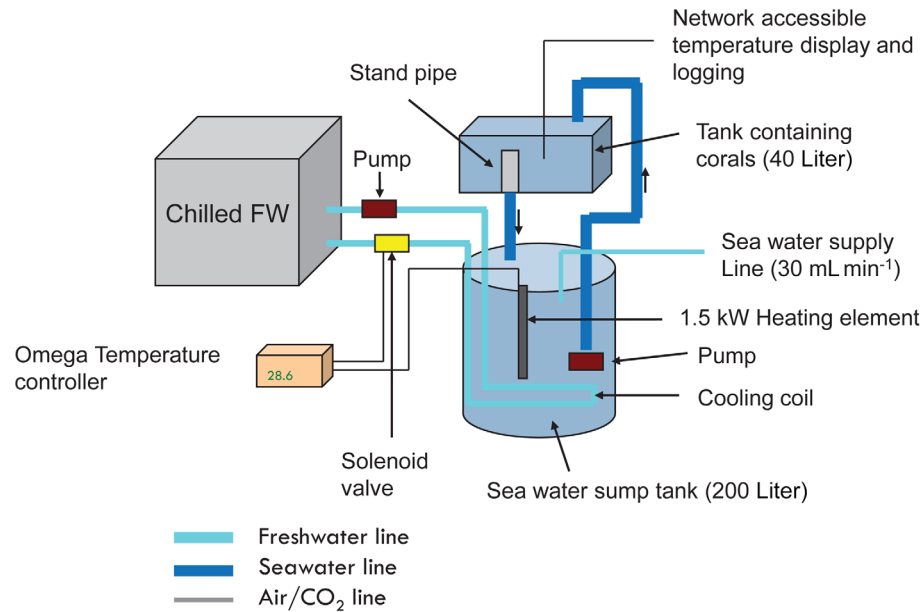 Network accessible
temperature display and
logging
Stand pipe
Tank containing
corals (40 Liter)
Pump
Chilled FW
Sea water supply
Line (30 mL min-1)
1.5 kW Heating element
Omega Temperature
controller
28.6
Pump
Cooling coil
Solenoid
valve
Sea water sump tank (200 Liter)
Freshwater line
Seawater line
Air/CO2 line